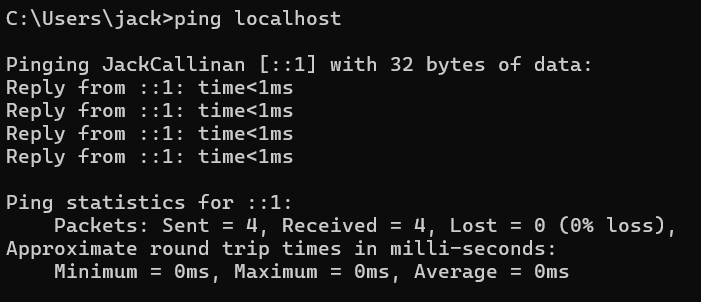 C:\Users\jack>ping localhost
Pinging JackCallinan [::1] with 32 bytes of data:
Reply from ::1: time<1ms
Reply from ::1: time<1ms
Reply from ::1: time<1ms
Reply from ::1: time<1ms
Ping statistics for ::1:
    Packets: Sent = 4, Received = 4, Lost = 0 (0% loss),
Approximate round trip times in milli-seconds:
    Minimum = 0ms, Maximum = 0ms, Average = 0ms